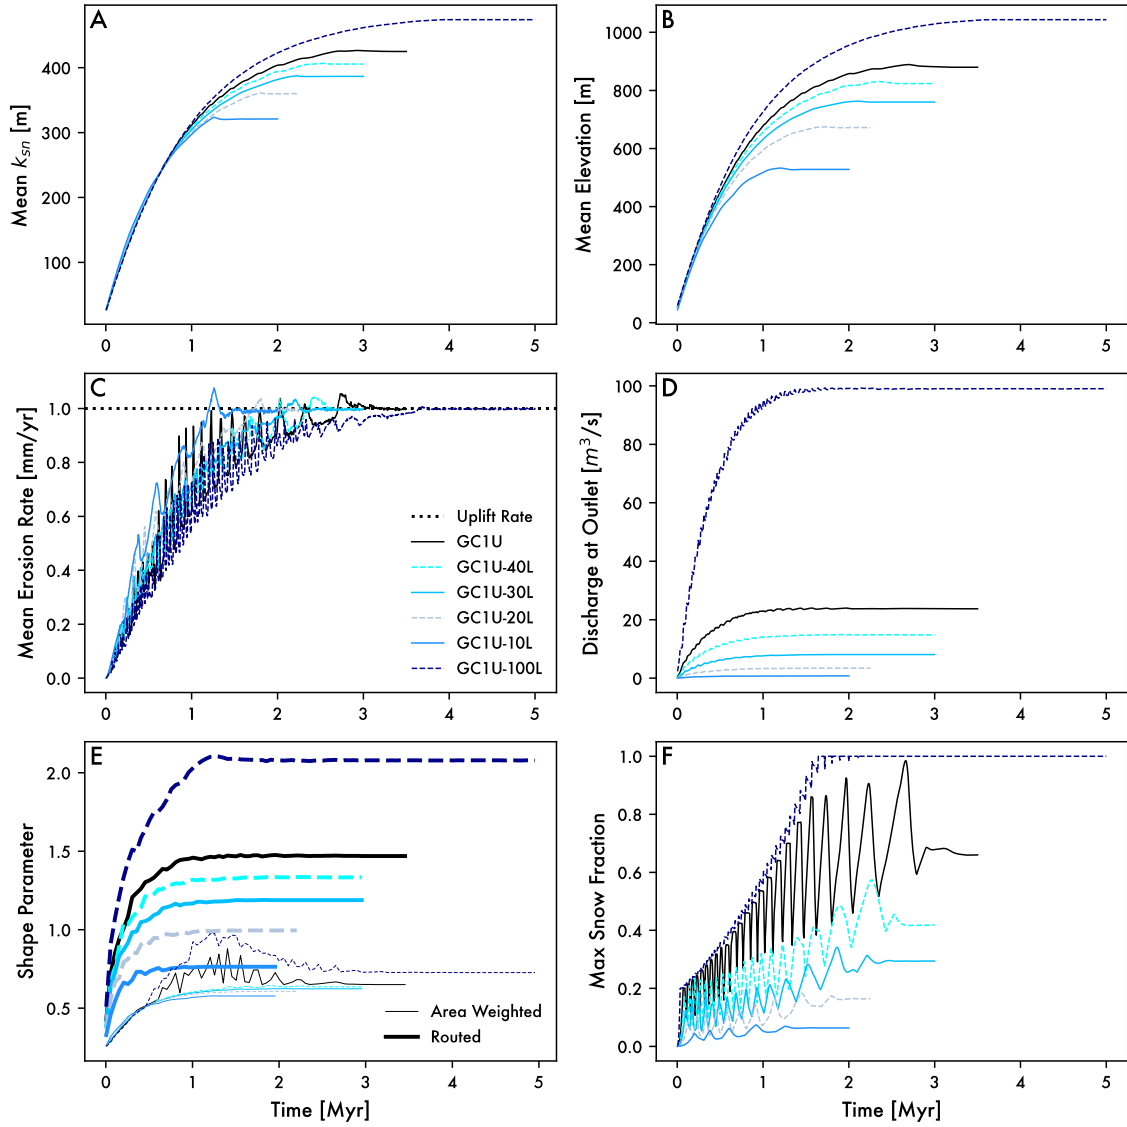 A
Mean k_sn [m]
400
300
200
100
0 1 2 3 4 5
B
Mean Elevation [m]
1000
800
600
400
200
0
0 1 2 3 4 5
C
Mean Erosion Rate [mm/yr]
1.0
0.8
0.6
0.4
0.2
0.0
Uplift Rate
GC1U
GC1U-40L
GC1U-30L
GC1U-20L
GC1U-10L
GC1U-100L
0 1 2 3 4 5
D
Discharge at Outlet [m³/s]
100
80
60
40
20
0
0 1 2 3 4 5
E
Shape Parameter
2.0
1.5
1.0
0.5
Area Weighted
Routed
0 1 2 3 4 5
Time [Myr]
F
Max Snow Fraction
1.0
0.8
0.6
0.4
0.2
0.0
0 1 2 3 4 5
Time [Myr]